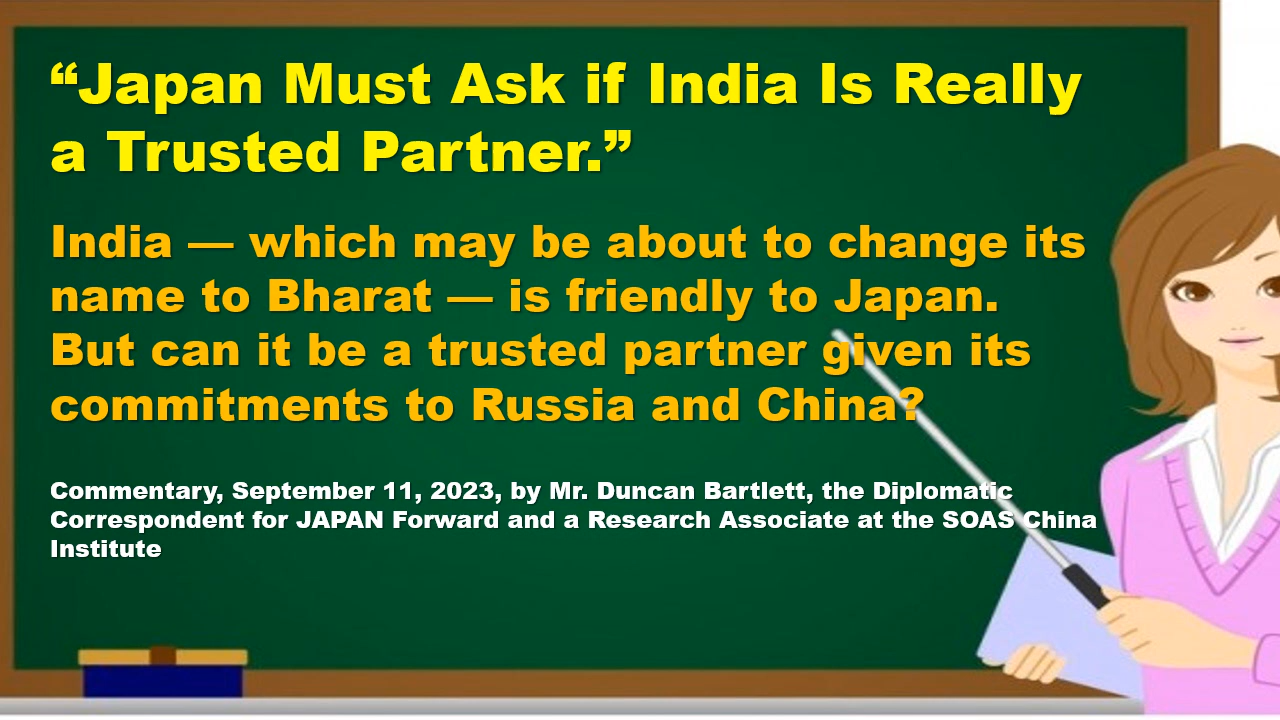 “Japan Must Ask if India Is Really
a Trusted Partner.”
India — which may be about to change its
name to Bharat — is friendly to Japan.
But can it be a trusted partner given its
commitments to Russia and China?
Commentary, September 11, 2023, by Mr. Duncan Bartlett, the Diplomatic
Correspondent for JAPAN Forward and a Research Associate at the SOAS China
Institute